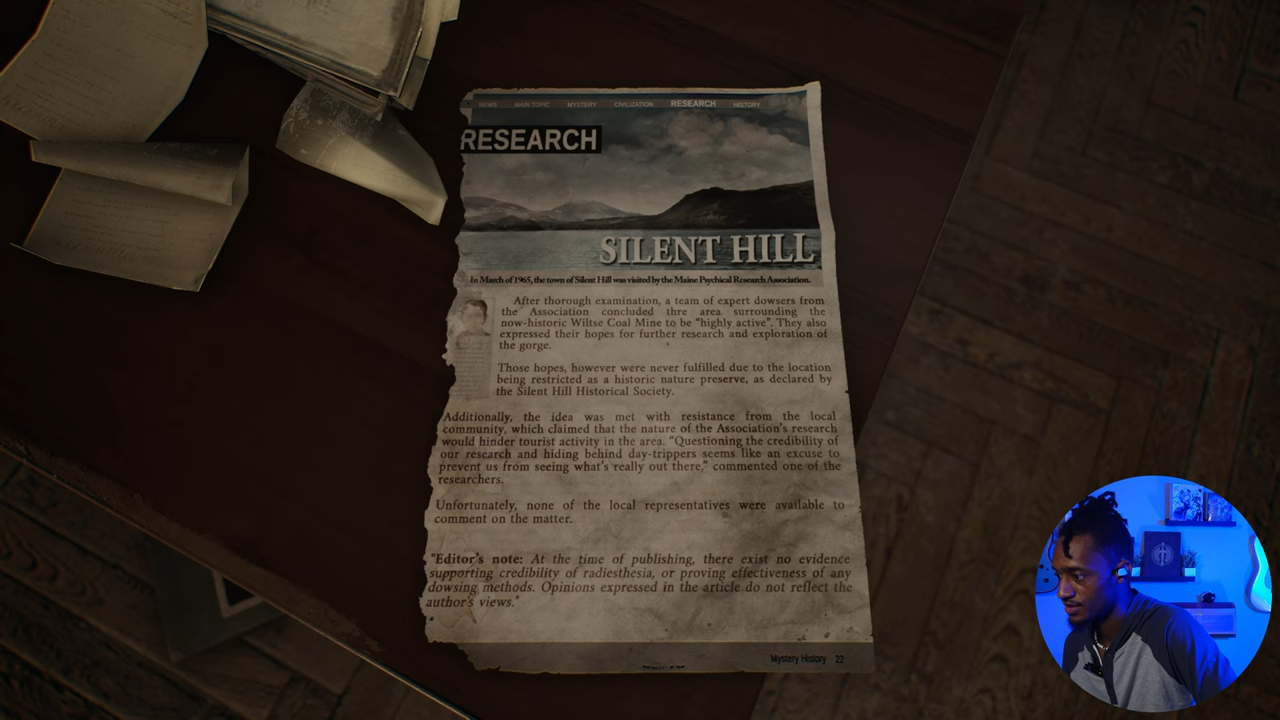 NEWS MAIN TOPIC MYSTERY CIVILIZATION RESEARCH HISTORY
RESEARCH
SILENT HILL
In March of 1965, the town of Silent Hill was visited by the Maine Psychical Research Association.
After thorough examination, a team of expert dowsers from
the Association concluded thre area surrounding the
now-historic Wiltse Coal Mine to be "highly active". They also
expressed their hopes for further research and exploration of
the gorge.
Those hopes, however were never fulfilled due to the location
being restricted as a historic nature preserve, as declared by
the Silent Hill Historical Society.
Additionally, the idea was met with resistance from the local
community, which claimed that the nature of the Association's research
would hinder tourist activity in the area. "Questioning the credibility of
our research and hiding behind day-trippers seems like an excuse to
prevent us from seeing what's really out there," commented one of the
researchers.
Unfortunately, none of the local representatives were available to
comment on the matter.
"Editor's note: At the time of publishing, there exist no evidence
supporting credibility of radiesthesia, or proving effectiveness of any
dowsing methods. Opinions expressed in the article do not reflect the
author's views."
Mystery History 22